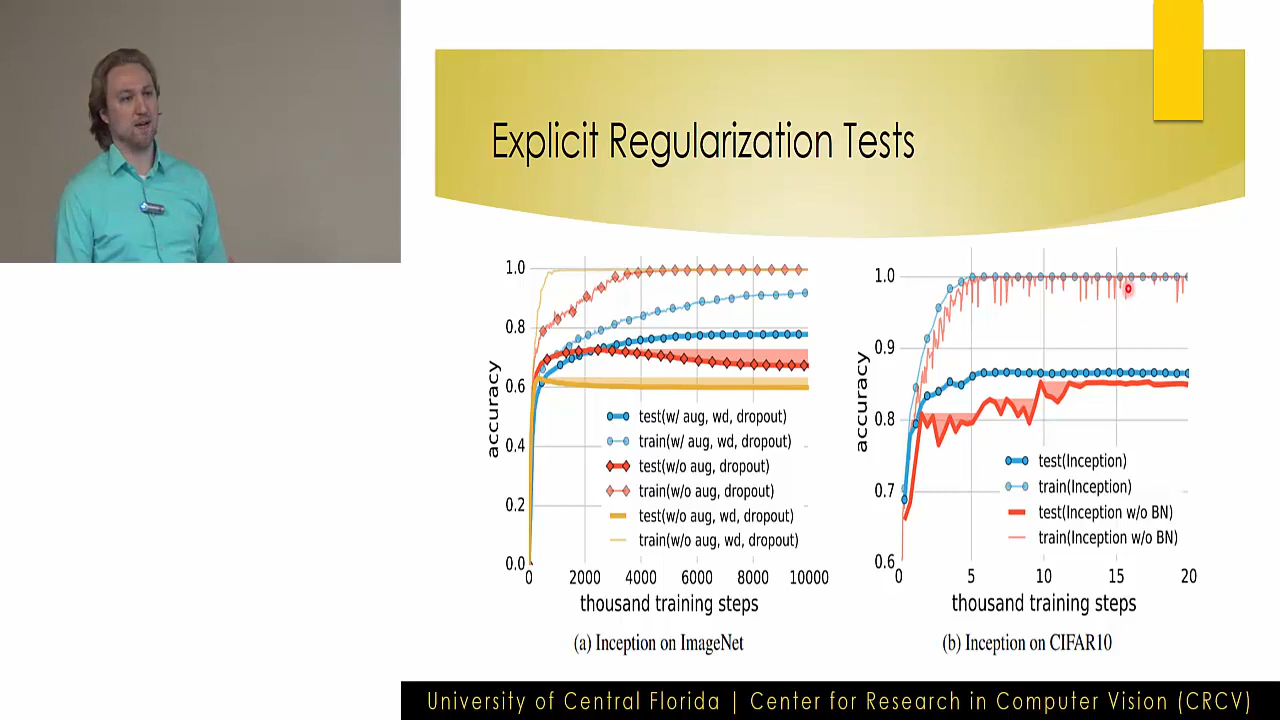 Explicit Regularization Tests
1.0
0.8
0.6
0.4
0.2
0.0
accuracy
test(w/ aug, wd, dropout)
train(w/ aug, wd, dropout)
test(w/o aug, dropout)
train(w/o aug, dropout)
test(w/o aug, wd, dropout)
train(w/o aug, wd, dropout)
0 2000 4000 6000 8000 10000
thousand training steps
(a) Inception on ImageNet
1.0
0.9
0.8
0.7
0.6
accuracy
test(Inception)
train(Inception)
test(Inception w/o BN)
train(Inception w/o BN)
0 5 10 15 20
thousand training steps
(b) Inception on CIFAR10
University of Central Florida | Center for Research in Computer Vision (CRCV)